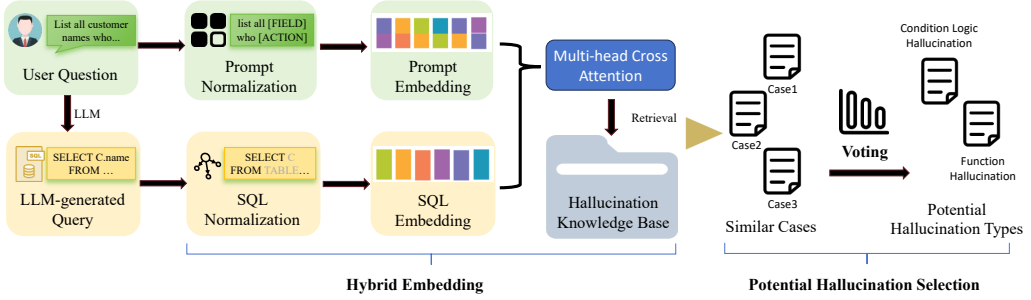 List all customer
names who...
User Question
list all [FIELD]
who [ACTION]
Prompt
Normalization
Prompt
Embedding
Multi-head Cross
Attention
LLM
Retrieval
SQL
SELECT C.name
FROM …
LLM-generated
Query
SELECT C
FROM TABLE…
SQL
Normalization
SQL
Embedding
Hallucination
Knowledge Base
Hybrid Embedding
Case1
Case2
Case3
Similar Cases
Voting
Condition Logic
Hallucination
Function
Hallucination
Potential
Hallucination Types
Potential Hallucination Selection